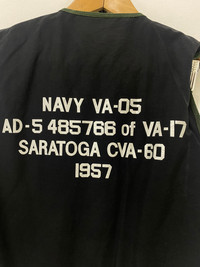 NAVY VA-05
AD-5 485766 of VA-17
SARATOGA CVA-60
1957